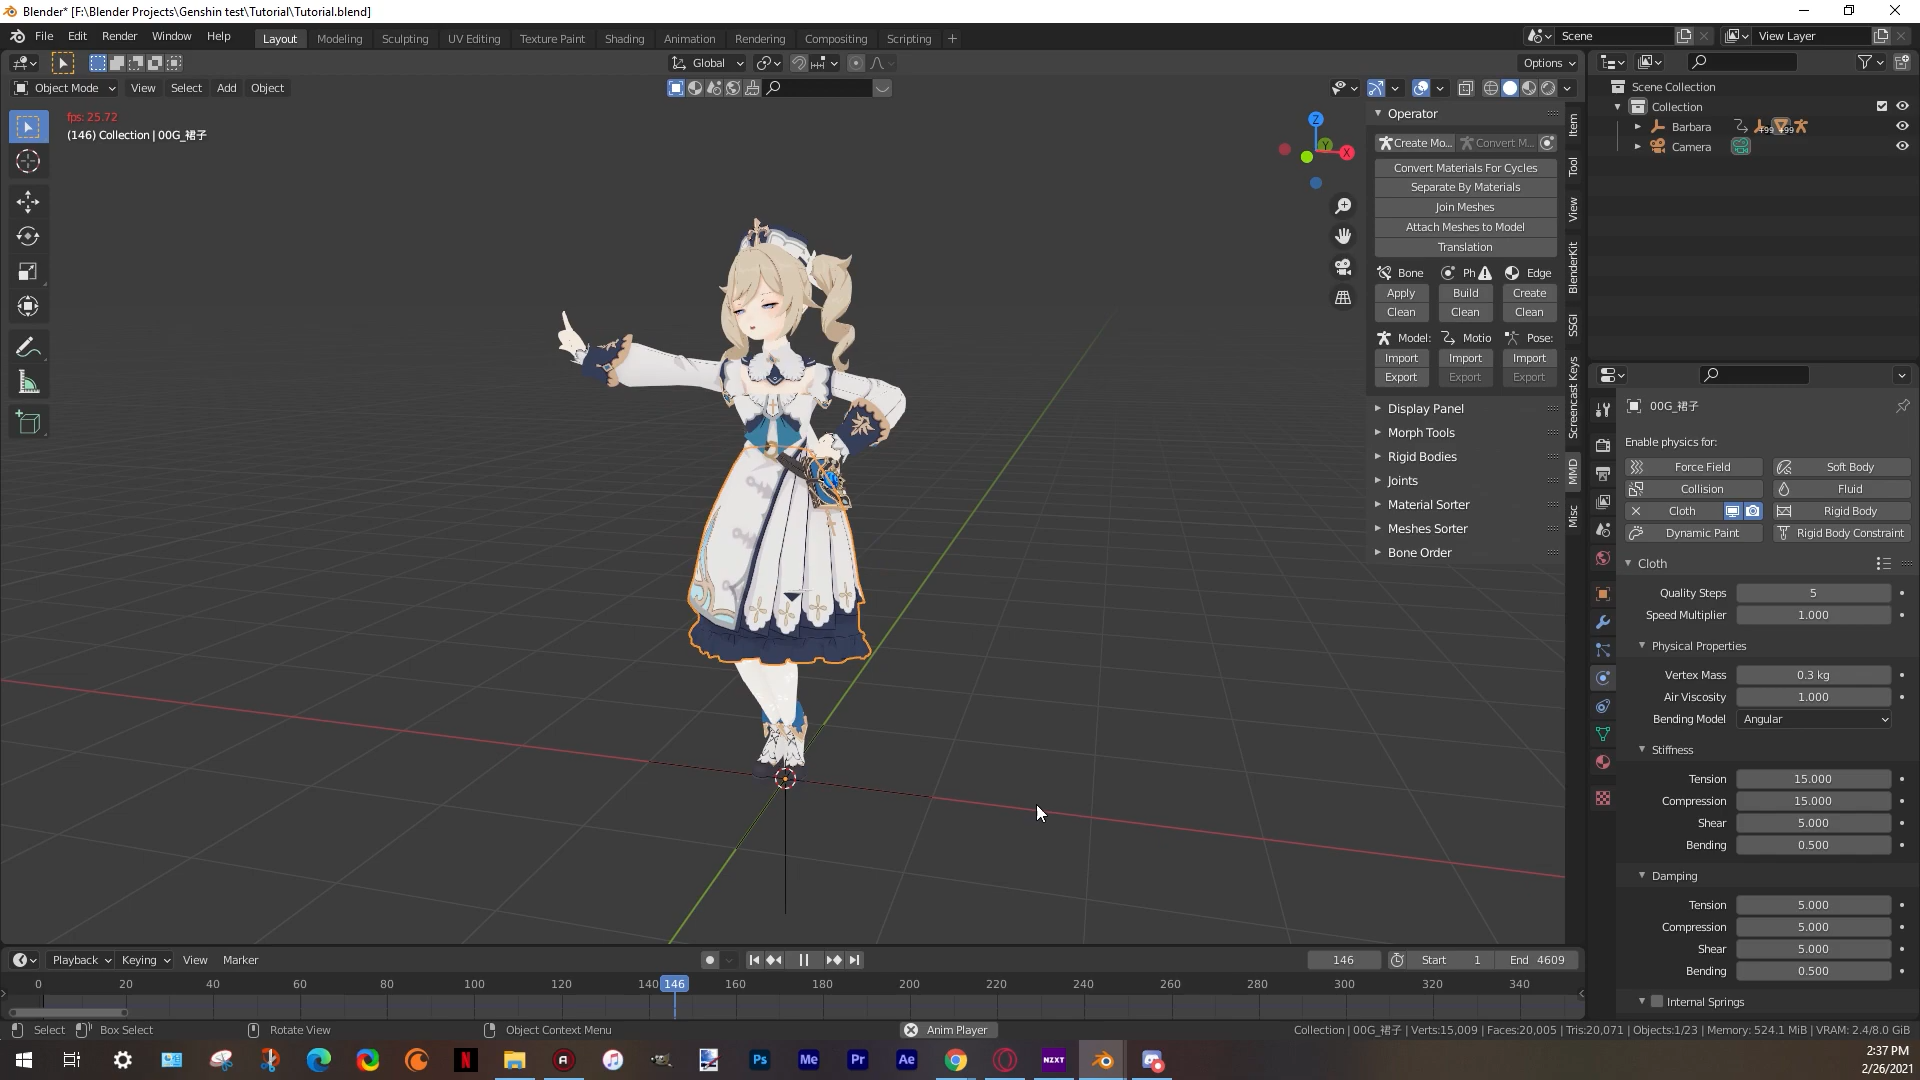 Blender* [F:\Blender Projects\Genshin test\Tutorial\Tutorial.blend]
File Edit Render Window Help Layout Modeling Sculpting UV Editing Texture Paint Shading Animation Rendering Compositing Scripting + Scene View Layer
Global Options
Object Mode View Select Add Object
fps: 25.72
(146) Collection | 00G_裙子
Z
Y
X
Operator
Create Mo... Convert M...
Convert Materials For Cycles
Separate By Materials
Join Meshes
Attach Meshes to Model
Translation
Bone Ph Edge
Apply Build Create
Clean Clean Clean
Model: Motio Pose:
Import Import Import
Export Export Export
Display Panel
Morph Tools
Rigid Bodies
Joints
Material Sorter
Meshes Sorter
Bone Order
Item
Tool
View
BlenderKit
SSGI
Screencast Keys
MMD
Misc
Scene Collection
Collection
Barbara +99 +99
Camera
00G_裙子
Enable physics for:
Force Field Soft Body
Collision Fluid
Cloth Rigid Body
Dynamic Paint Rigid Body Constraint
Cloth
Quality Steps 5
Speed Multiplier 1.000
Physical Properties
Vertex Mass 0.3 kg
Air Viscosity 1.000
Bending Model Angular
Stiffness
Tension 15.000
Compression 15.000
Shear 5.000
Bending 0.500
Damping
Tension 5.000
Compression 5.000
Shear 5.000
Bending 0.500
Internal Springs
Playback Keying View Marker 146 Start 1 End 4609
0 20 40 60 80 100 120 140 146 160 180 200 220 240 260 280 300 320 340
Select Box Select Rotate View Object Context Menu Anim Player Collection | 00G_裙子 | Verts:15,009 | Faces:20,005 | Tris:20,071 | Objects:1/23 | Memory: 524.1 MiB | VRAM: 2.4/8.0 GiB
N Ps Me Pr Ae NZXT
2:37 PM
2/26/2021